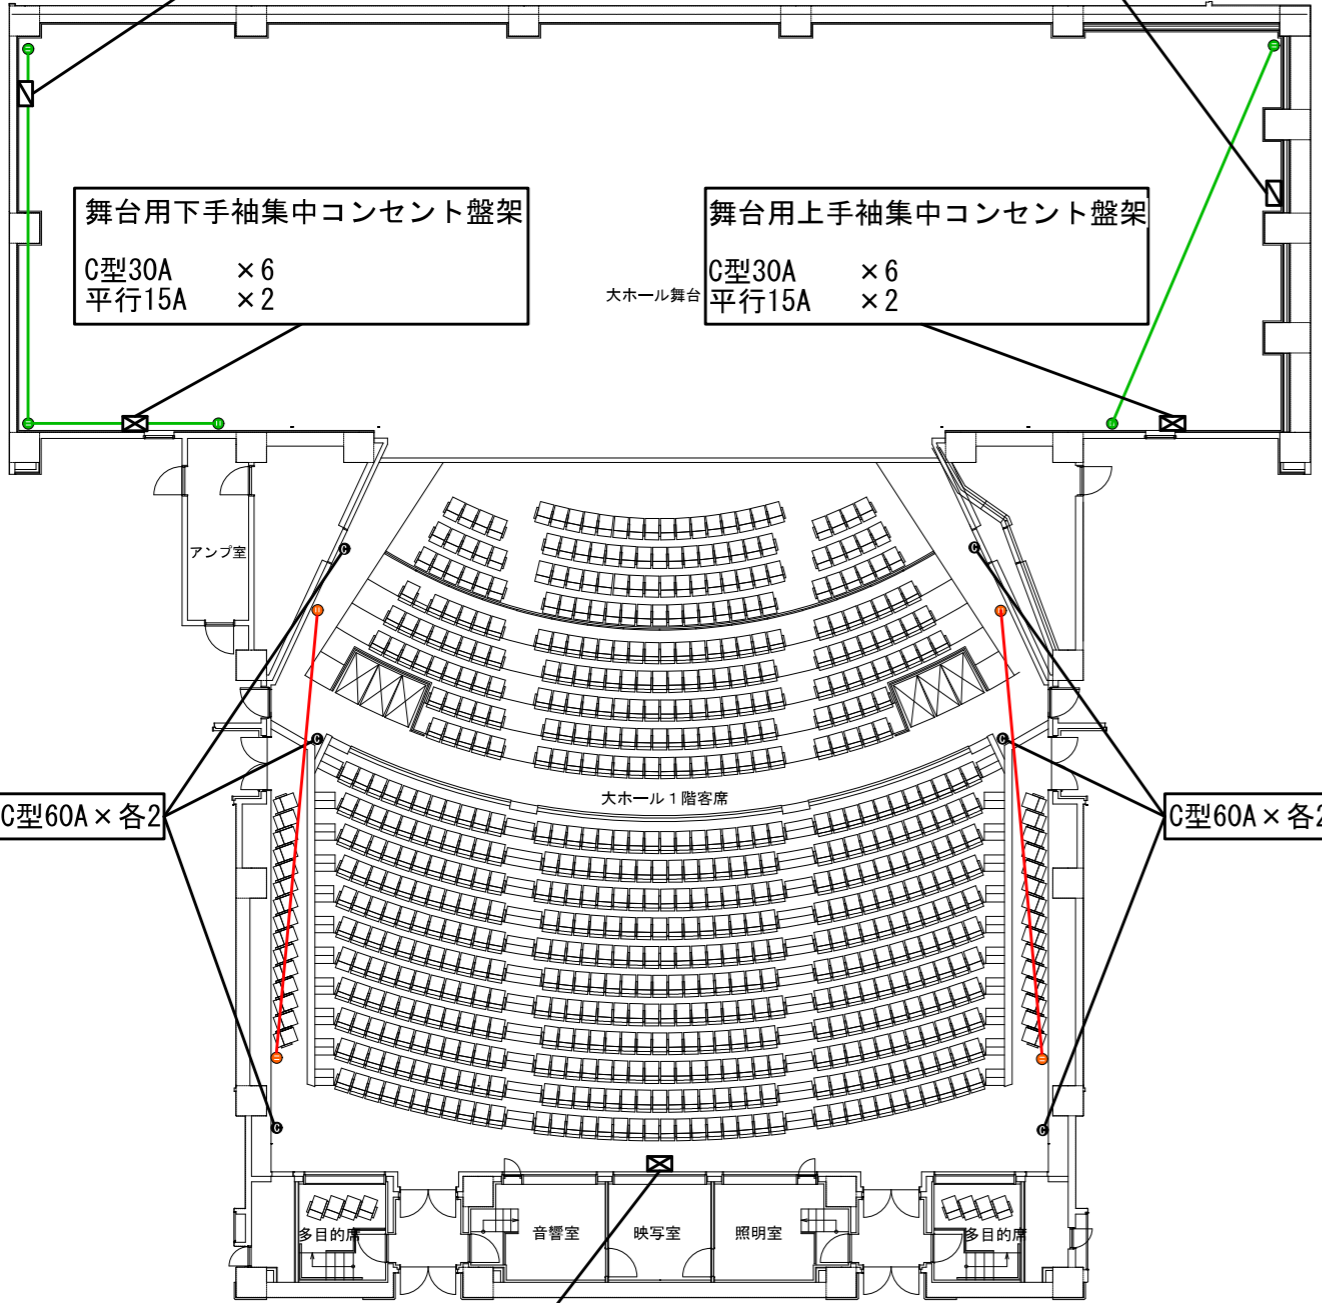 舞台用下手袖集中コンセント盤架
C型30A ×6
平行15A ×2
舞台用上手袖集中コンセント盤架
C型30A ×6
平行15A ×2
大ホール舞台
アンプ室
C型60A×各2
大ホール1階客席
C型60A×各2
多目的席
音響室
映写室
照明室
多目的席